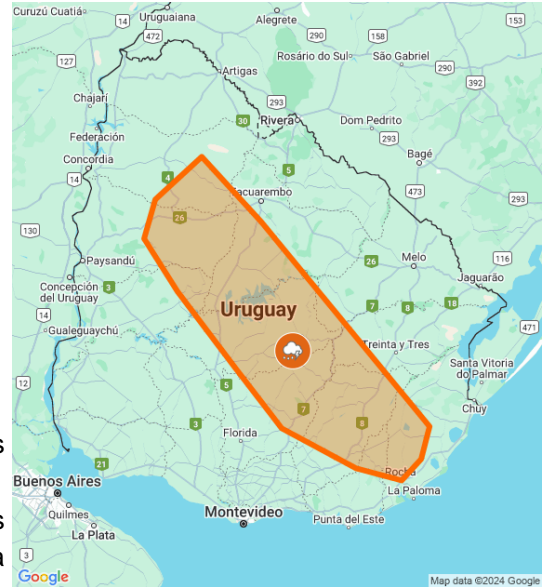 Curuzú Cuatiá
14
Uruguaiana
Alegrete
153
472
290
158
Rosário do Sul
São Gabriel
290
127
290
Artigas
392
Chajarí
293
30
Rivera
Dom Pedrito
Federación
293
Concordia
4
5
Bagé
14
Tacuarembo
473
26
293
130
Paysandú
26
Melo
116
Concepción
del Uruguay
3
Jaguarão
14
Uruguay
7
8
18
Gualeguaychú
471
Treinta y Tres
Santa Vitoria
do Palmar
12
5
7
Chuy
3
8
Florida
s
21
Rocha
Buenos Aires
La Paloma
Montevideo
s
Quilmes
Punta del Este
La Plata
3
a
Google
Map data ©2024 Google